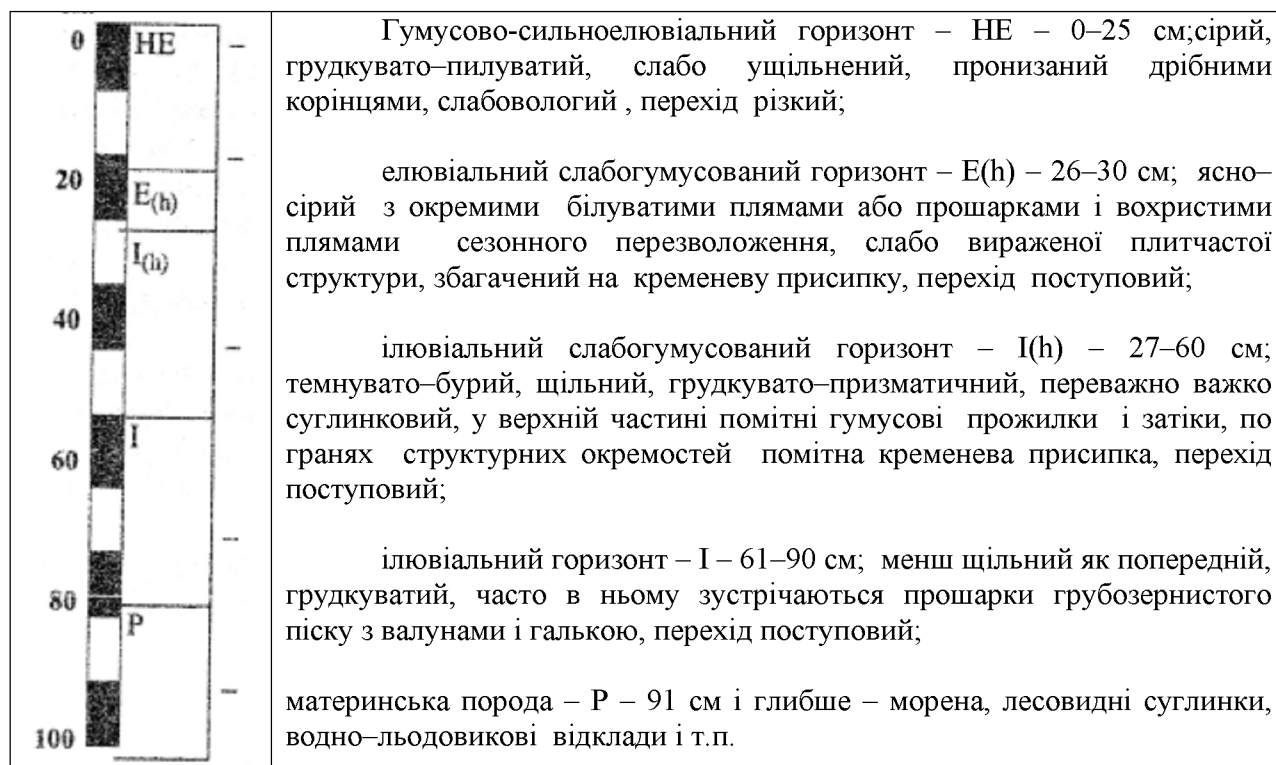 0
HE
20
E(h)
I(h)
40
I
60
80
P
100
Гумусово-сильноелювіальний горизонт – НЕ – 0–25 см;сірий,
грудкувато–пилуватий, слабо ущільнений, пронизаний дрібними
корінцями, слабовологий , перехід різкий;
елювіальний слабогумусований горизонт – Е(h) – 26–30 см; ясно–
сірий з окремими білуватими плямами або прошарками і вохристими
плямами сезонного перезволоження, слабо вираженої плитчастої
структури, збагачений на кременеву присипку, перехід поступовий;
ілювіальний слабогумусований горизонт – І(h) – 27–60 см;
темнувато–бурий, щільний, грудкувато–призматичний, переважно важко
суглинковий, у верхній частині помітні гумусові прожилки і затіки, по
гранях структурних окремостей помітна кременева присипка, перехід
поступовий;
ілювіальний горизонт – І – 61–90 см; менш щільний як попередній,
грудкуватий, часто в ньому зустрічаються прошарки грубозернистого
піску з валунами і галькою, перехід поступовий;
материнська порода – Р – 91 см і глибше – морена, лесовидні суглинки,
водно–льодовикові відклади і т.п.